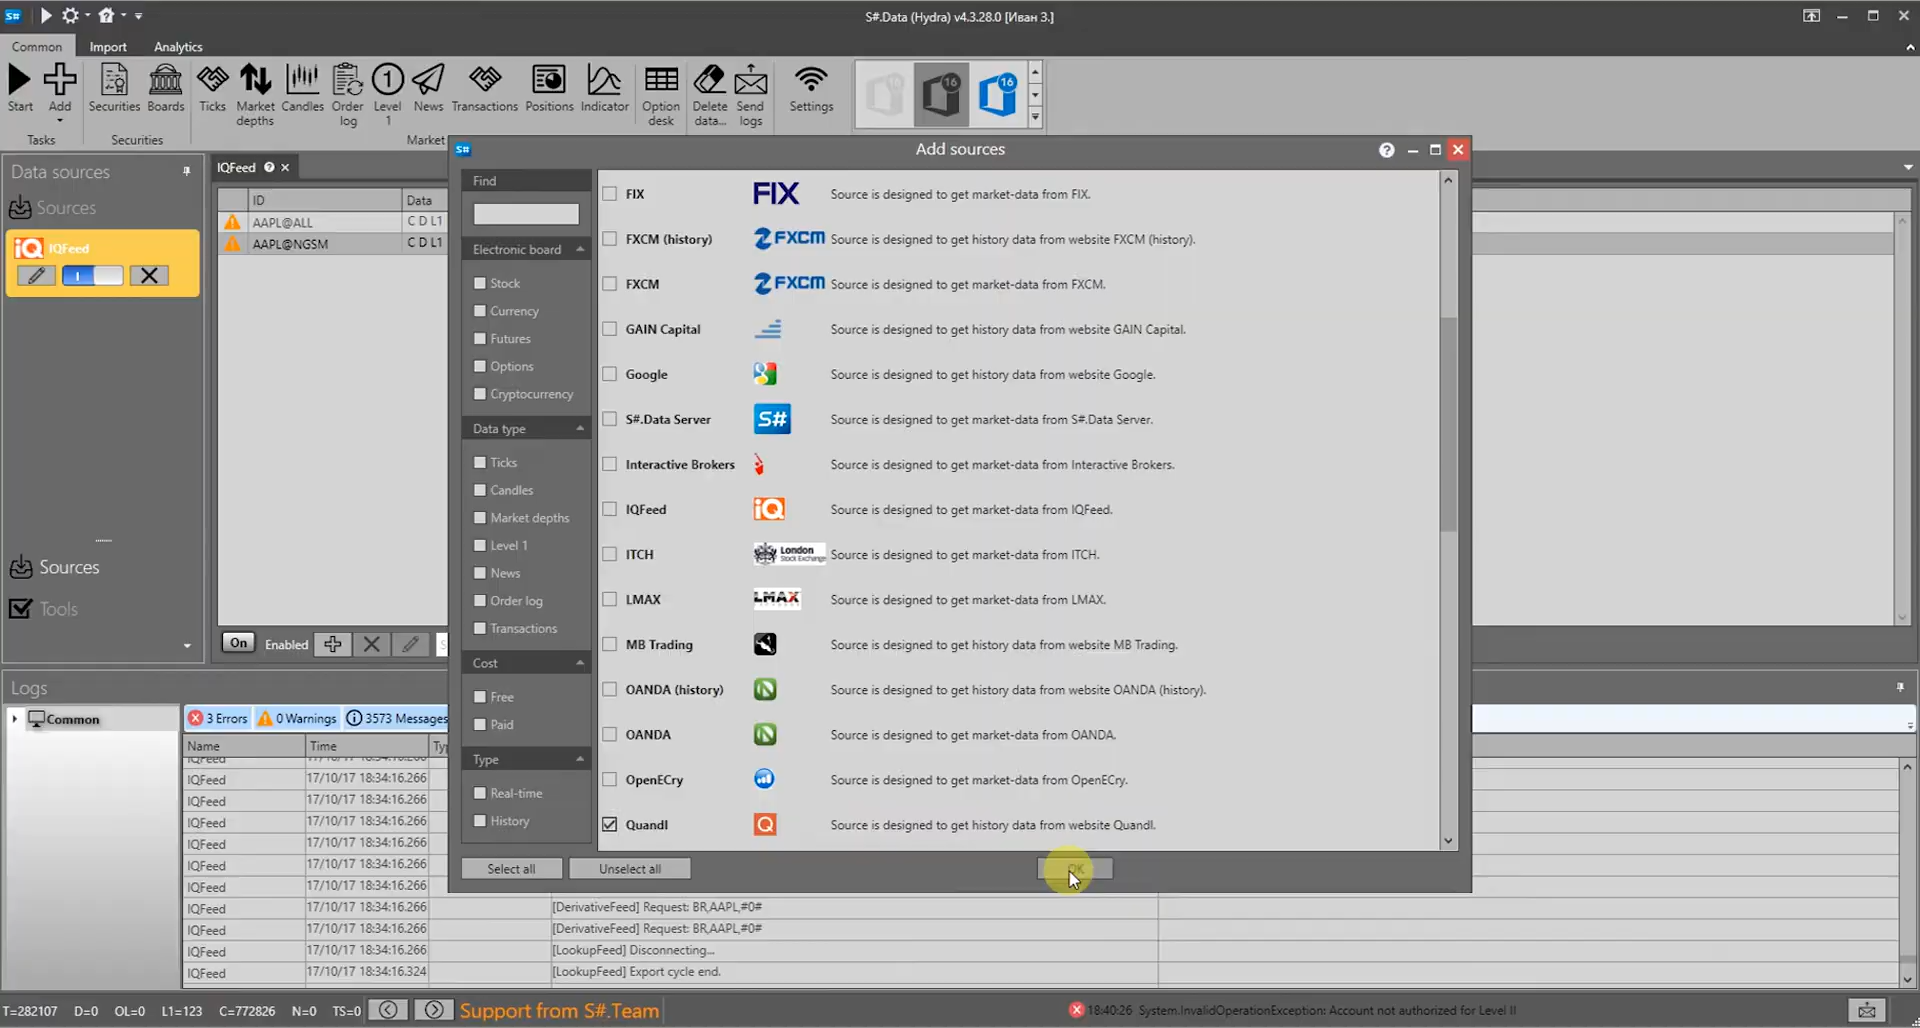 S#.Data (Hydra) v4.3.28.0 [Иван З.]
Common Import Analytics
Start Add Securities Boards Ticks Market depths Candles Order log Level 1 News Transactions Positions Indicator Option desk Delete data... Send logs Settings
Tasks Securities Market
16 16
Data sources
Sources
IQ IQFeed
Sources
Tools
IQFeed
ID Data
AAPL@ALL C D L1
AAPL@NGSM C D L1
On Enabled
S# Add sources
Find
Electronic board
Stock
Currency
Futures
Options
Cryptocurrency
Data type
Ticks
Candles
Market depths
Level 1
News
Order log
Transactions
Cost
Free
Paid
Type
Real-time
History
FIX FIX Source is designed to get market-data from FIX.
FXCM (history) FXCM Source is designed to get history data from website FXCM (history).
FXCM FXCM Source is designed to get market-data from FXCM.
GAIN Capital Source is designed to get history data from website GAIN Capital.
Google Source is designed to get history data from website Google.
S#.Data Server S# Source is designed to get market-data from S#.Data Server.
Interactive Brokers Source is designed to get market-data from Interactive Brokers.
IQFeed iQ Source is designed to get market-data from IQFeed.
ITCH London Stock Exchange Source is designed to get market-data from ITCH.
LMAX LMAX Source is designed to get market-data from LMAX.
MB Trading Source is designed to get history data from website MB Trading.
OANDA (history) Source is designed to get history data from website OANDA (history).
OANDA Source is designed to get market-data from OANDA.
OpenECry Source is designed to get market-data from OpenECry.
Quandl Q Source is designed to get history data from website Quandl.
Select all Unselect all OK
Logs
Common
3 Errors 0 Warnings 3573 Messages
Name Time Ty
IQFeed 17/10/17 18:34:16.266
IQFeed 17/10/17 18:34:16.266
IQFeed 17/10/17 18:34:16.266
IQFeed 17/10/17 18:34:16.266
IQFeed 17/10/17 18:34:16.266
IQFeed 17/10/17 18:34:16.266
IQFeed 17/10/17 18:34:16.266
IQFeed 17/10/17 18:34:16.266 [DerivativeFeed] Request: BR,AAPL,#0#
IQFeed 17/10/17 18:34:16.266 [DerivativeFeed] Request: BR,AAPL,#0#
IQFeed 17/10/17 18:34:16.266 [LookupFeed] Disconnecting...
IQFeed 17/10/17 18:34:16.324 [LookupFeed] Export cycle end.
T=282107 D=0 OL=0 L1=123 C=772826 N=0 TS=0 Support from S#.Team 18:40:26 System.InvalidOperationException: Account not authorized for Level II